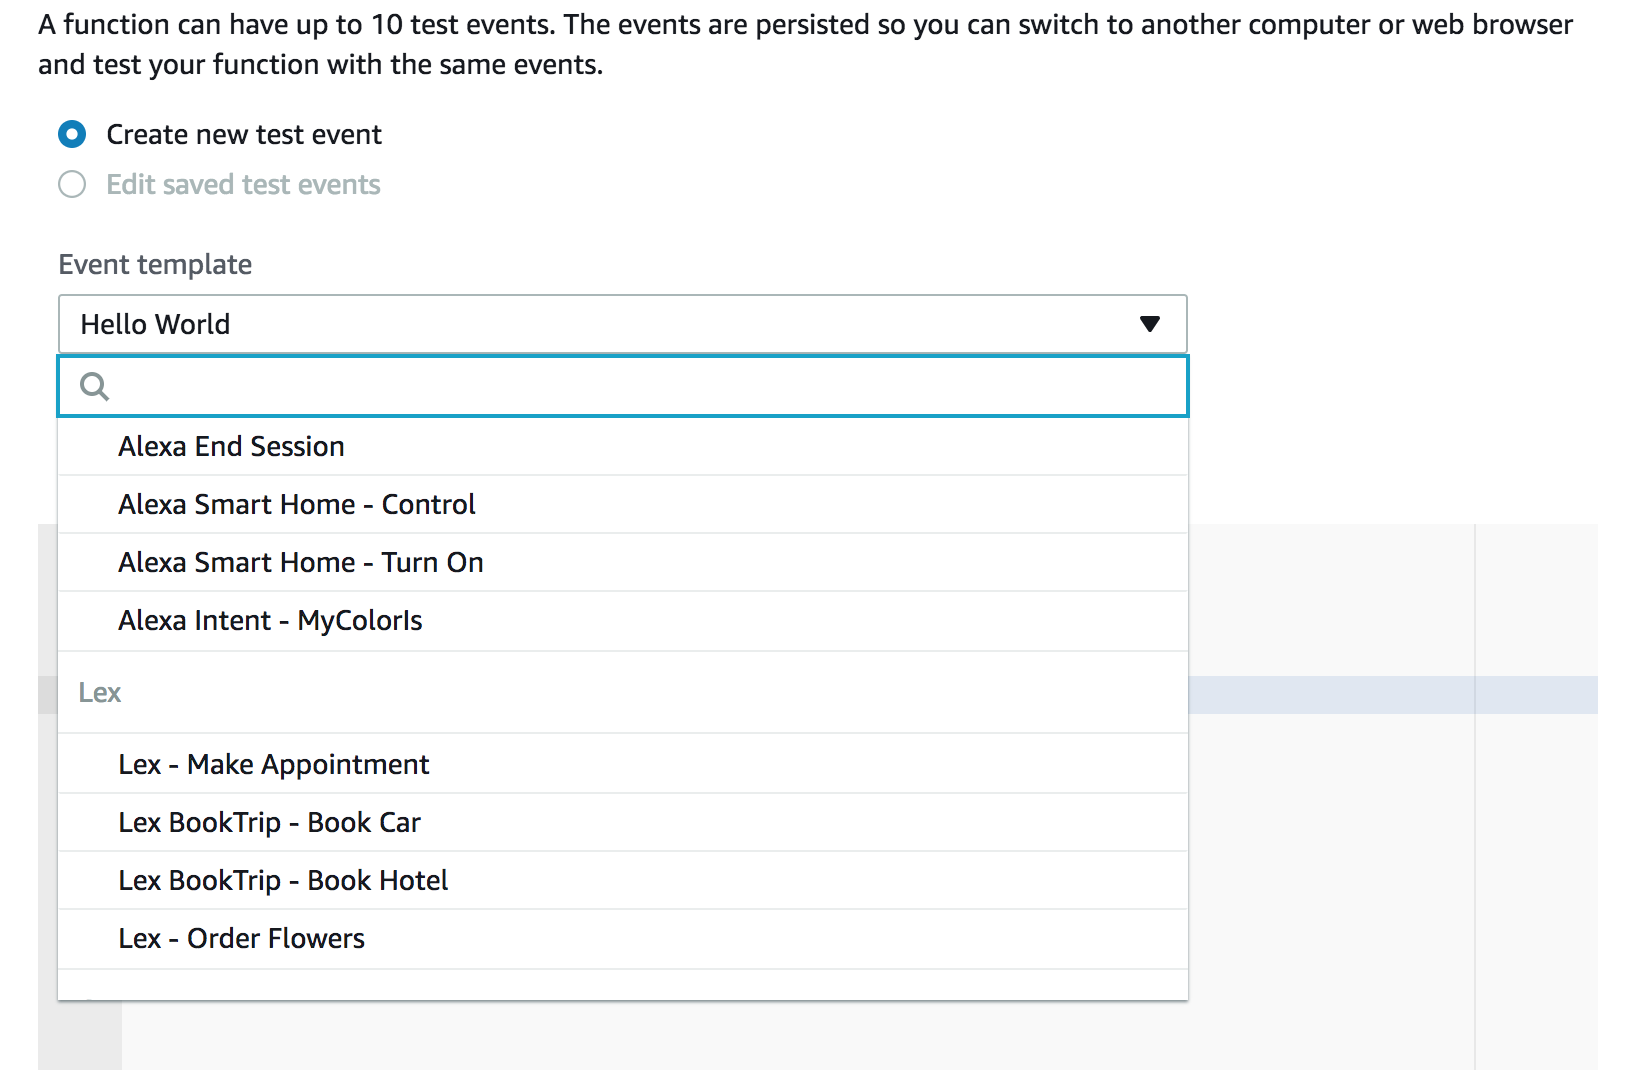 A function can have up to 10 test events. The events are persisted so you can switch to another computer or web browser
and test your function with the same events.
Create new test event
Edit saved test events
Event template
Hello World
Alexa End Session
Alexa Smart Home - Control
Alexa Smart Home - Turn On
Alexa Intent - MyColorIs
Lex
Lex - Make Appointment
Lex BookTrip - Book Car
Lex BookTrip - Book Hotel
Lex - Order Flowers